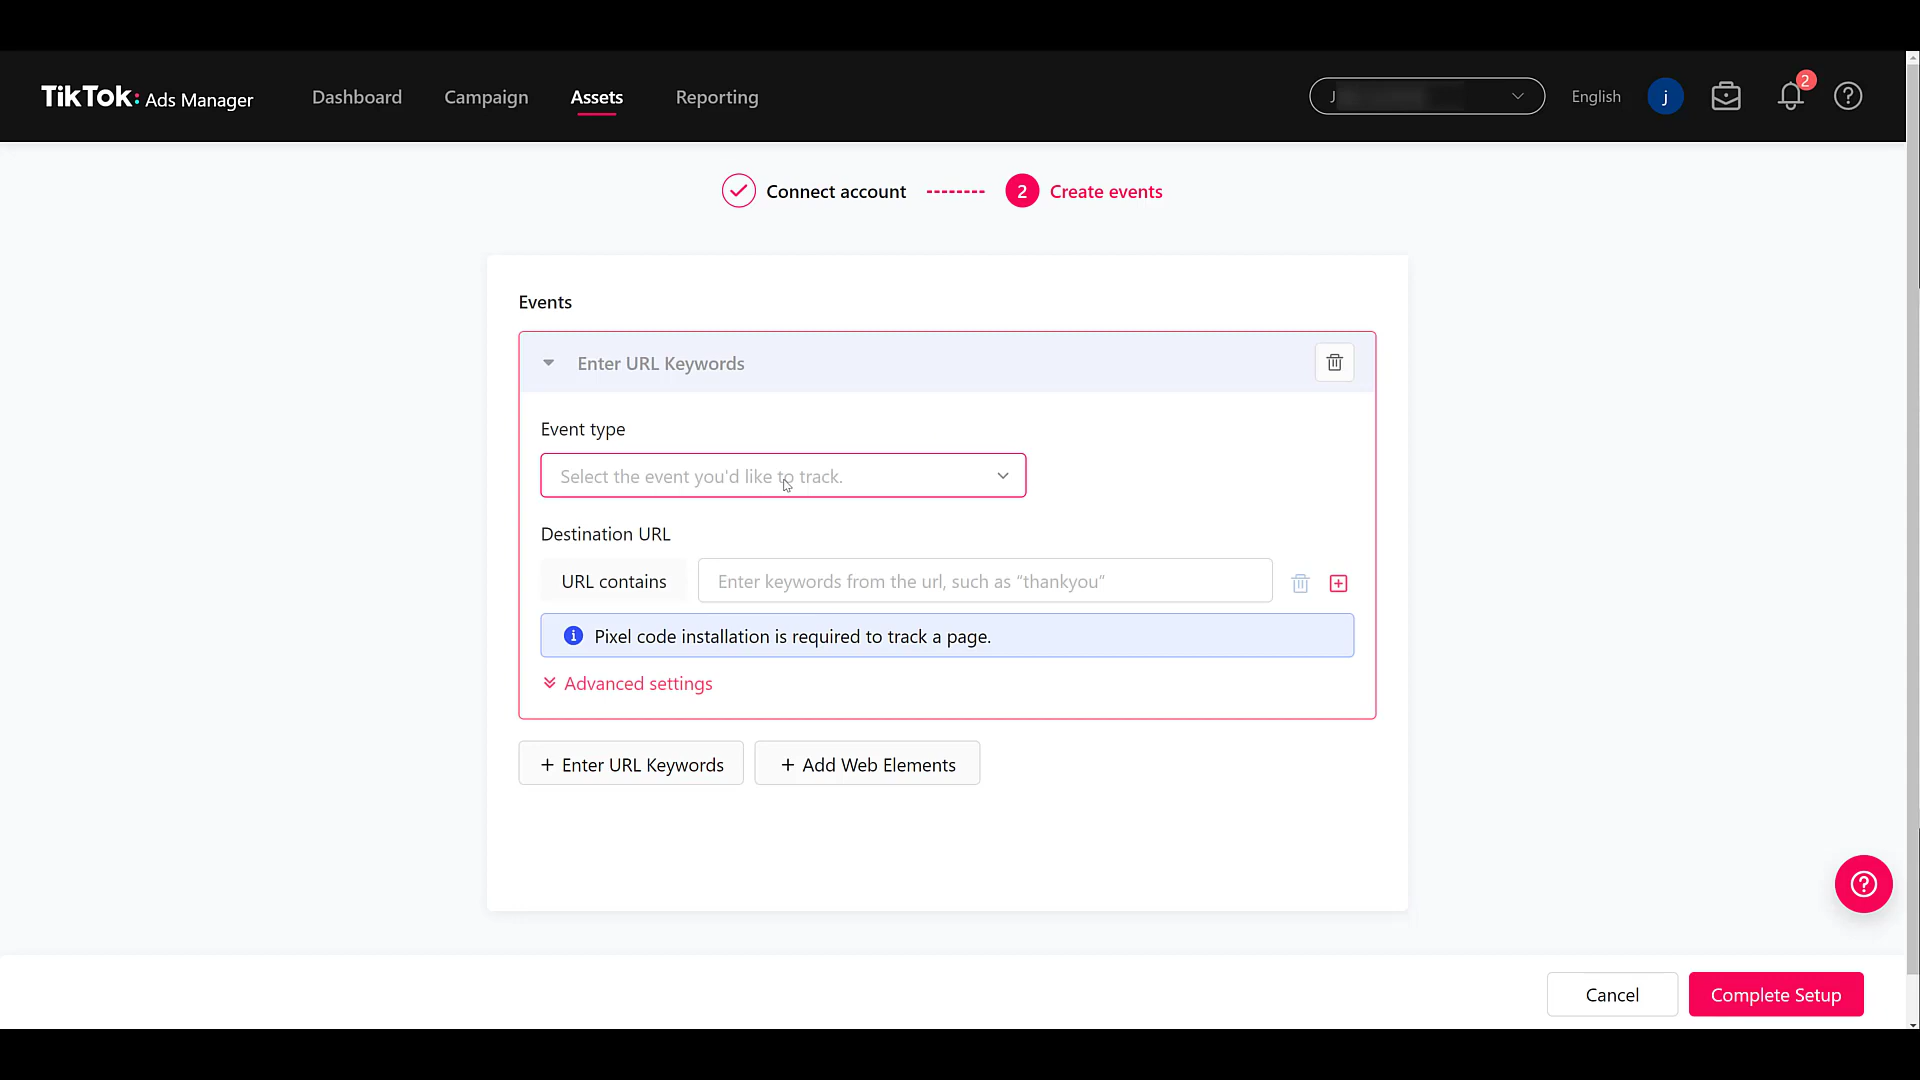 TikTok: Ads Manager Dashboard Campaign Assets Reporting J English j 2
Connect account 2 Create events
Events
Enter URL Keywords
Event type
Select the event you'd like to track.
Destination URL
URL contains Enter keywords from the url, such as “thankyou”
Pixel code installation is required to track a page.
Advanced settings
+ Enter URL Keywords + Add Web Elements
Cancel Complete Setup